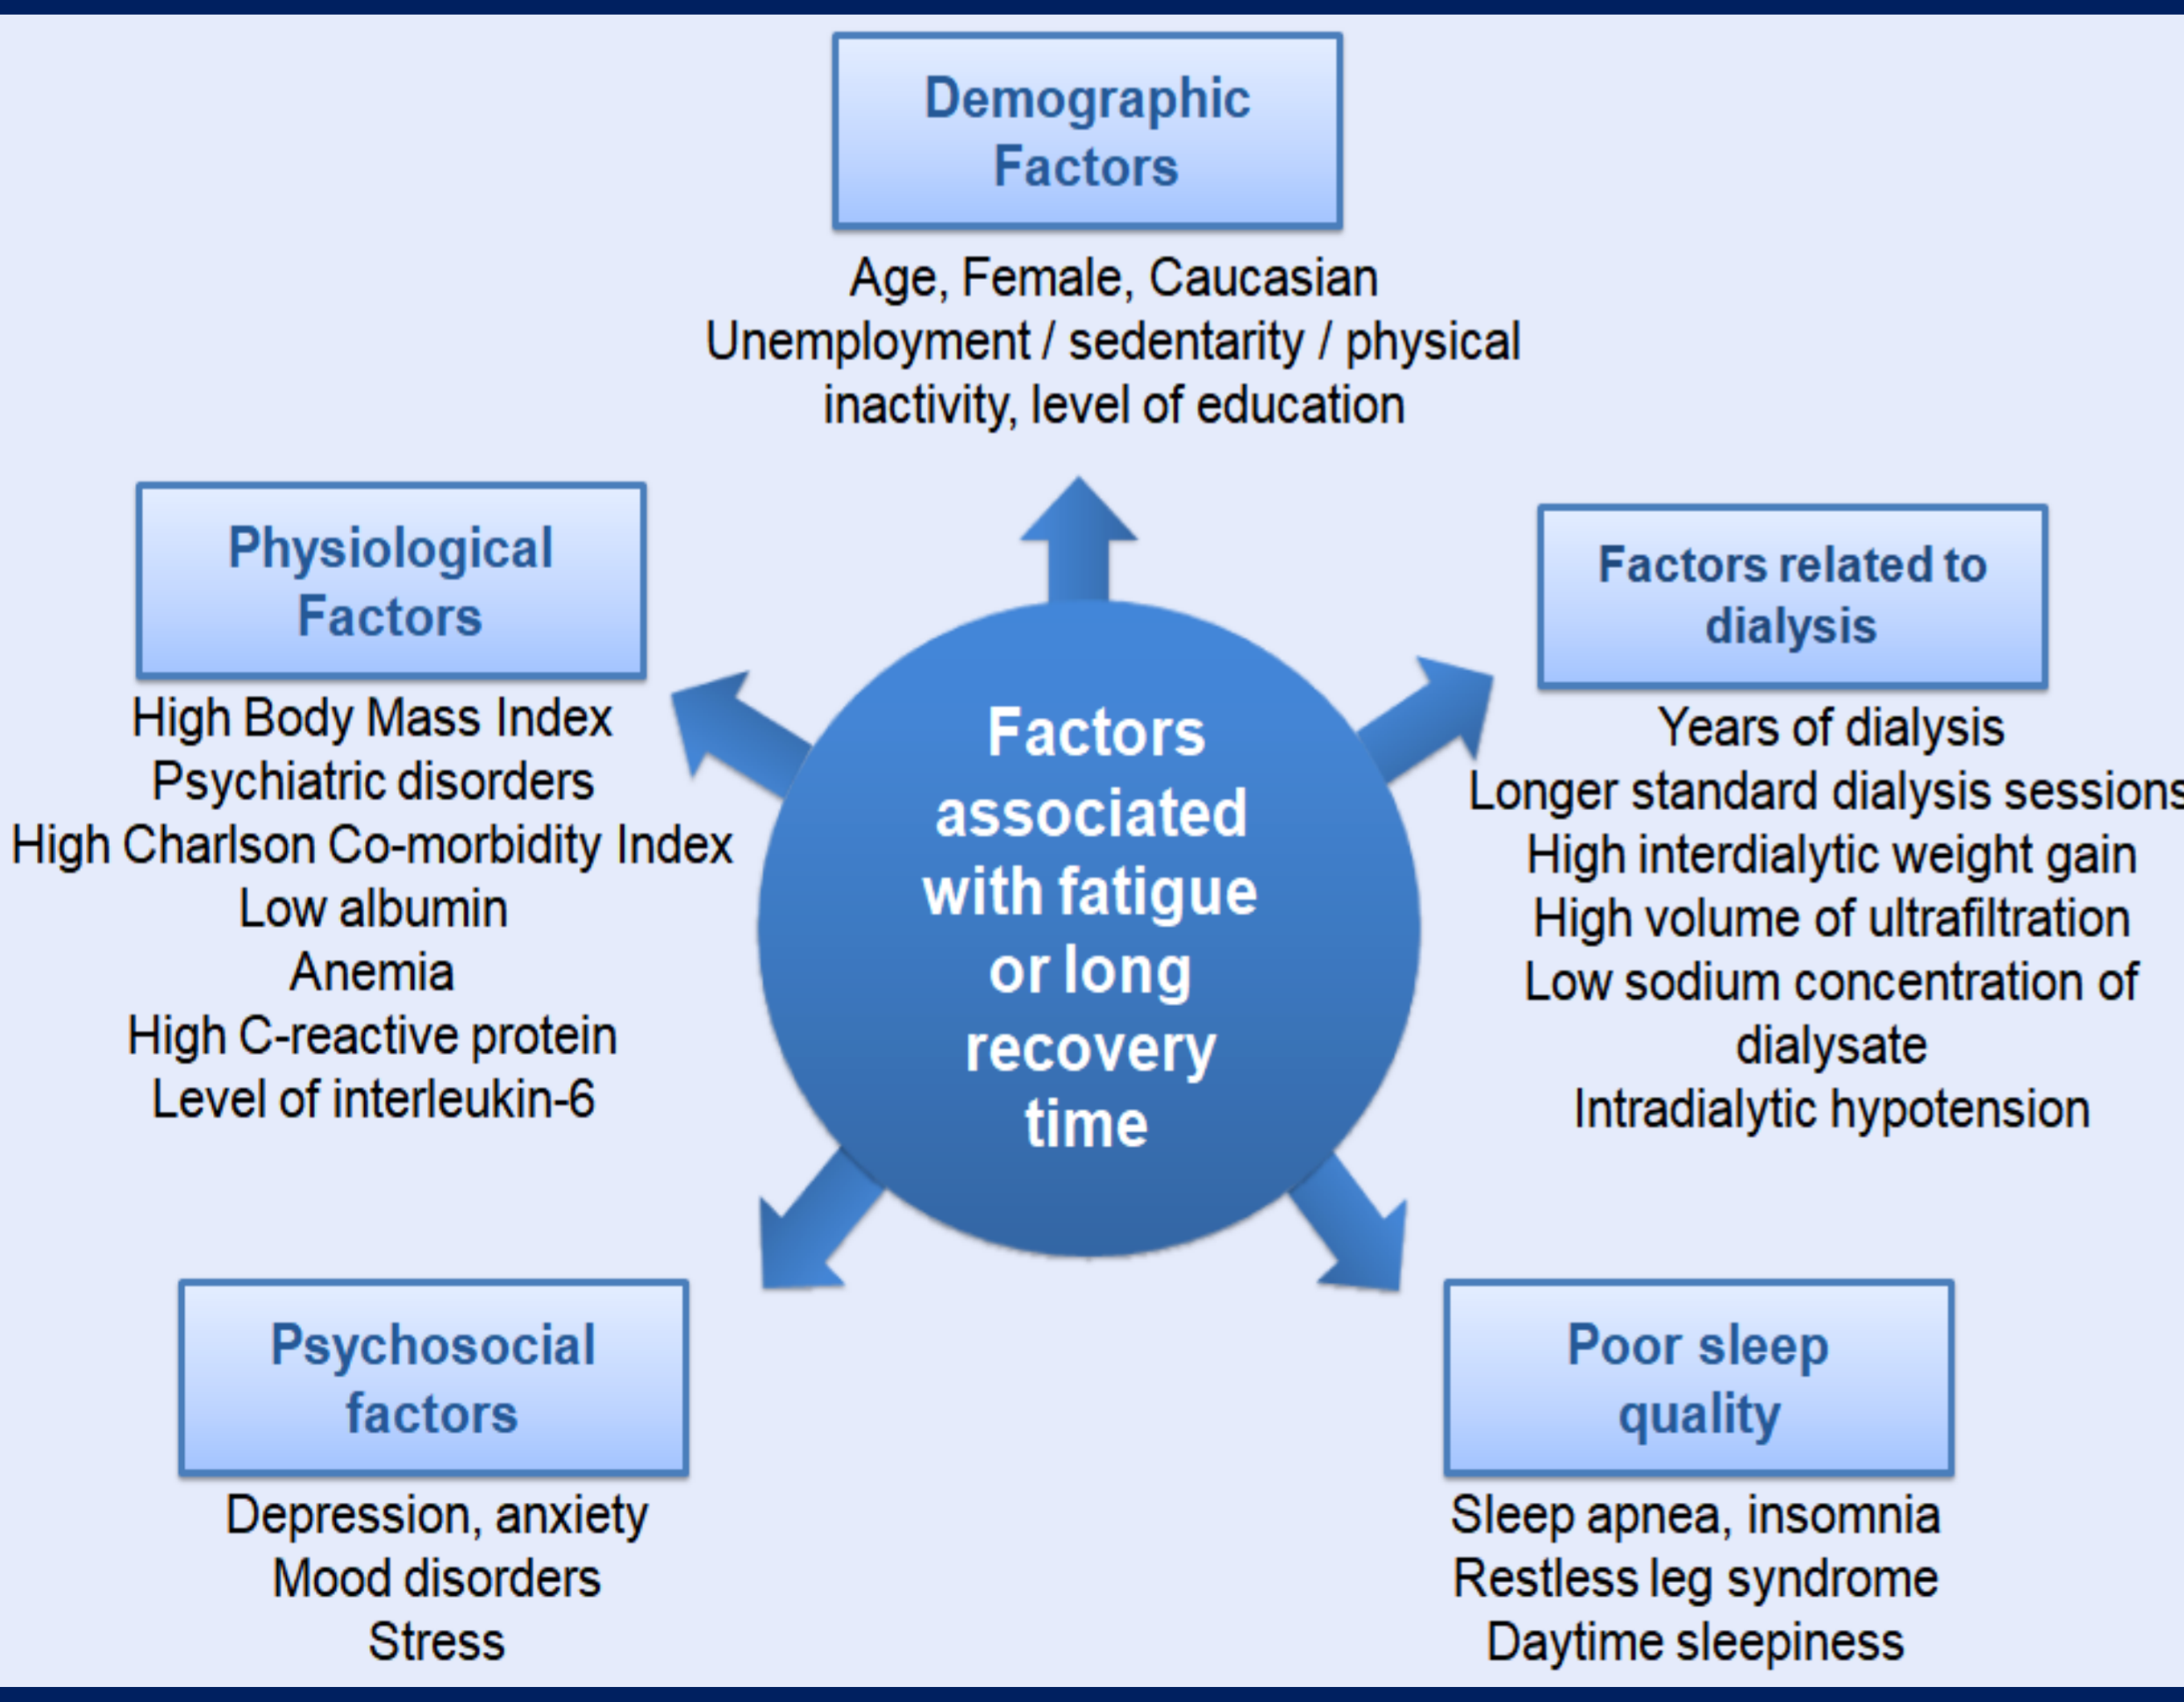 Demographic
Factors
Age, Female, Caucasian
Unemployment / sedentarity / physical
inactivity, level of education
Physiological
Factors
High Body Mass Index
Psychiatric disorders
High Charlson Co-morbidity Index
Low albumin
Anemia
High C-reactive protein
Level of interleukin-6
Factors
associated
with fatigue
or long
recovery
time
Factors related to
dialysis
Years of dialysis
Longer standard dialysis sessions
High interdialytic weight gain
High volume of ultrafiltration
Low sodium concentration of
dialysate
Intradialytic hypotension
Psychosocial
factors
Depression, anxiety
Mood disorders
Stress
Poor sleep
quality
Sleep apnea, insomnia
Restless leg syndrome
Daytime sleepiness